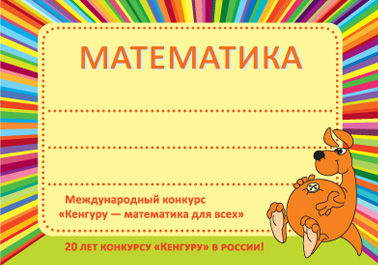 МАТЕМАТИКА
Международный конкурс
«Кенгуру — математика для всех»
20 ЛЕТ КОНКУРСУ «КЕНГУРУ» В РОССИИ!